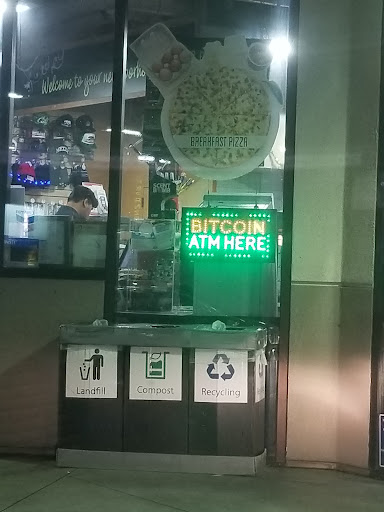 Welcome to your
BREAKFAST PIZZA
BITCOIN
ATM HERE
Landfill
Compost
Recycling